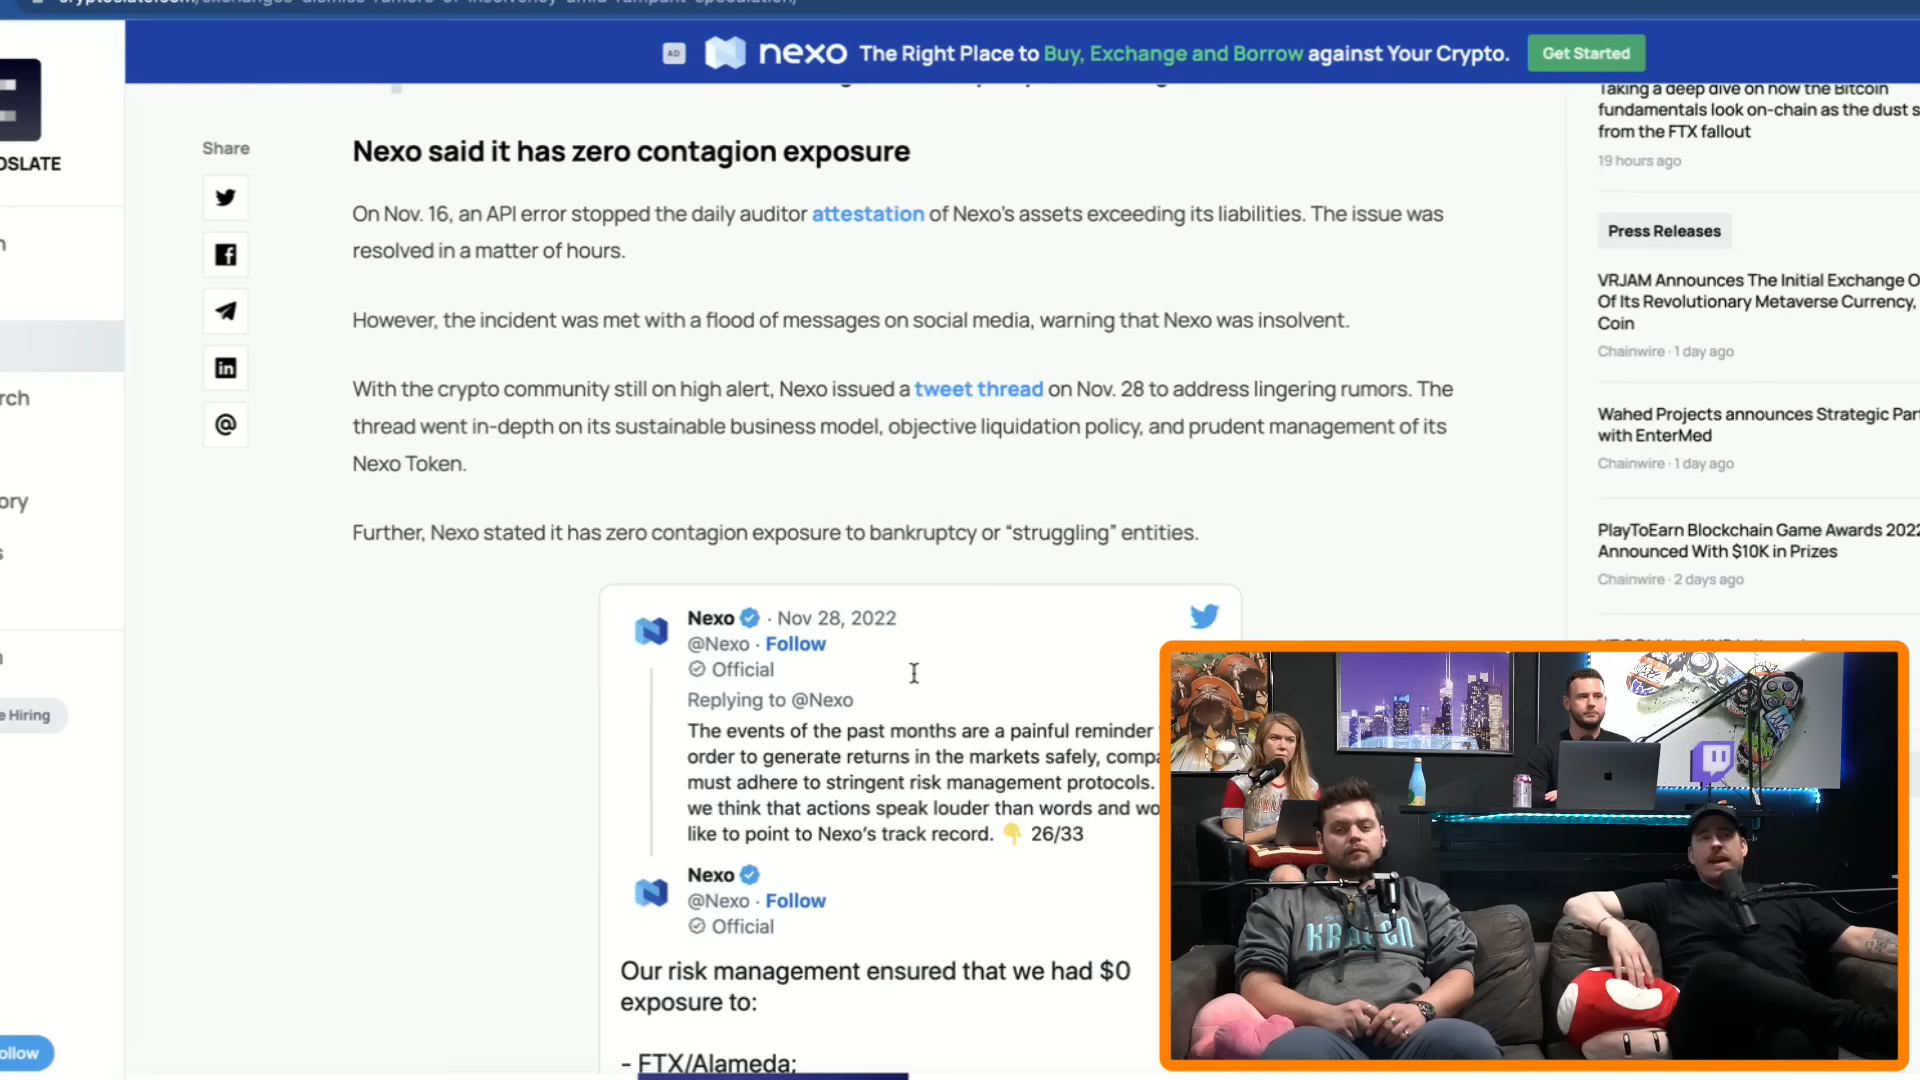 AD nexo The Right Place to Buy, Exchange and Borrow against Your Crypto. Get Started
OSLATE
rch
ory
e Hiring
ollow
Share
Nexo said it has zero contagion exposure
On Nov. 16, an API error stopped the daily auditor attestation of Nexo's assets exceeding its liabilities. The issue was
resolved in a matter of hours.
However, the incident was met with a flood of messages on social media, warning that Nexo was insolvent.
With the crypto community still on high alert, Nexo issued a tweet thread on Nov. 28 to address lingering rumors. The
thread went in-depth on its sustainable business model, objective liquidation policy, and prudent management of its
Nexo Token.
Further, Nexo stated it has zero contagion exposure to bankruptcy or “struggling” entities.
Nexo · Nov 28, 2022
@Nexo · Follow
Official
Replying to @Nexo
The events of the past months are a painful reminder
order to generate returns in the markets safely, compa
must adhere to stringent risk management protocols.
we think that actions speak louder than words and wo
like to point to Nexo's track record. 👇 26/33
Nexo
@Nexo · Follow
Official
Our risk management ensured that we had $0
exposure to:
- FTX/Alameda;
Taking a deep dive on how the Bitcoin
fundamentals look on-chain as the dust s
from the FTX fallout
19 hours ago
Press Releases
VRJAM Announces The Initial Exchange O
Of Its Revolutionary Metaverse Currency,
Coin
Chainwire · 1 day ago
Wahed Projects announces Strategic Part
with EnterMed
Chainwire · 1 day ago
PlayToEarn Blockchain Game Awards 2022
Announced With $10K in Prizes
Chainwire · 2 days ago
KRAKEN